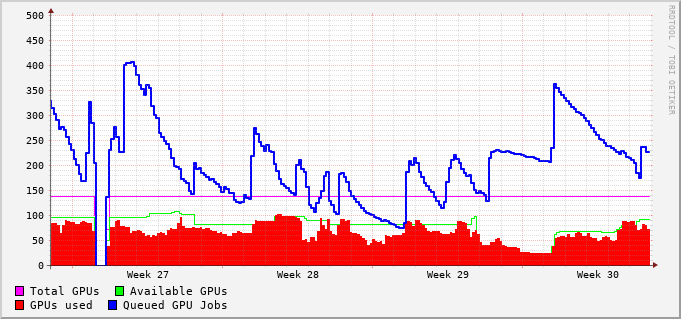 500
450
400
350
300
250
200
150
100
50
0
Week 27 Week 28 Week 29 Week 30
Total GPUs Available GPUs
GPUs used Queued GPU Jobs
RRDTOOL / TOBI OETIKER